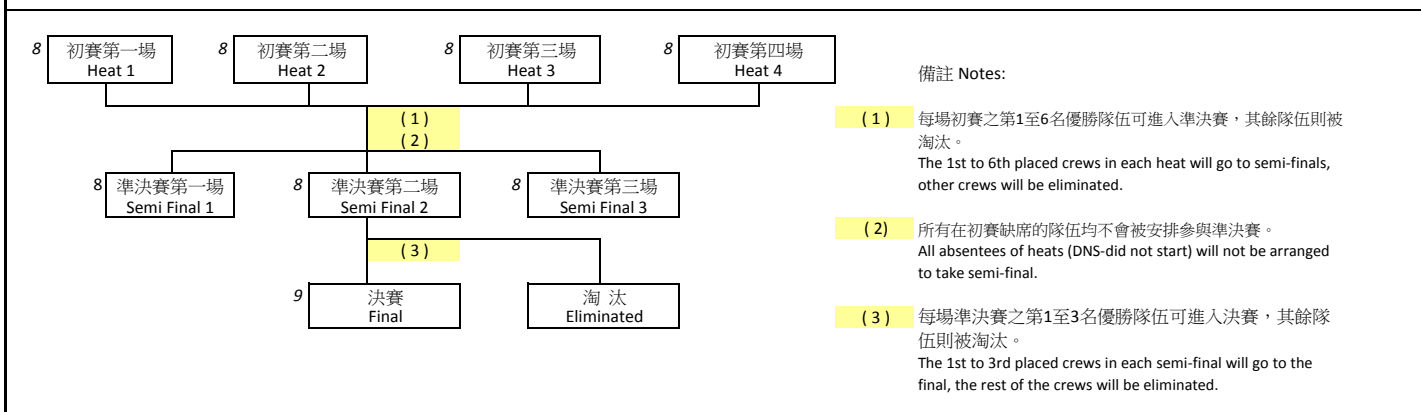 8 初賽第一場 8 初賽第二場 8 初賽第三場 8 初賽第四場
Heat 1 Heat 2 Heat 3 Heat 4
( 1 )
( 2 )
8 準決賽第一場 8 準決賽第二場 8 準決賽第三場
Semi Final 1 Semi Final 2 Semi Final 3
( 3 )
9 決賽 淘 汰
Final Eliminated
備註 Notes:
( 1 ) 每場初賽之第1至6名優勝隊伍可進入準決賽，其餘隊伍則被
淘汰。
The 1st to 6th placed crews in each heat will go to semi-finals,
other crews will be eliminated.
( 2) 所有在初賽缺席的隊伍均不會被安排參與準決賽。
All absentees of heats (DNS-did not start) will not be arranged
to take semi-final.
( 3 ) 每場準決賽之第1至3名優勝隊伍可進入決賽，其餘隊
伍則被淘汰。
The 1st to 3rd placed crews in each semi-final will go to the
final, the rest of the crews will be eliminated.